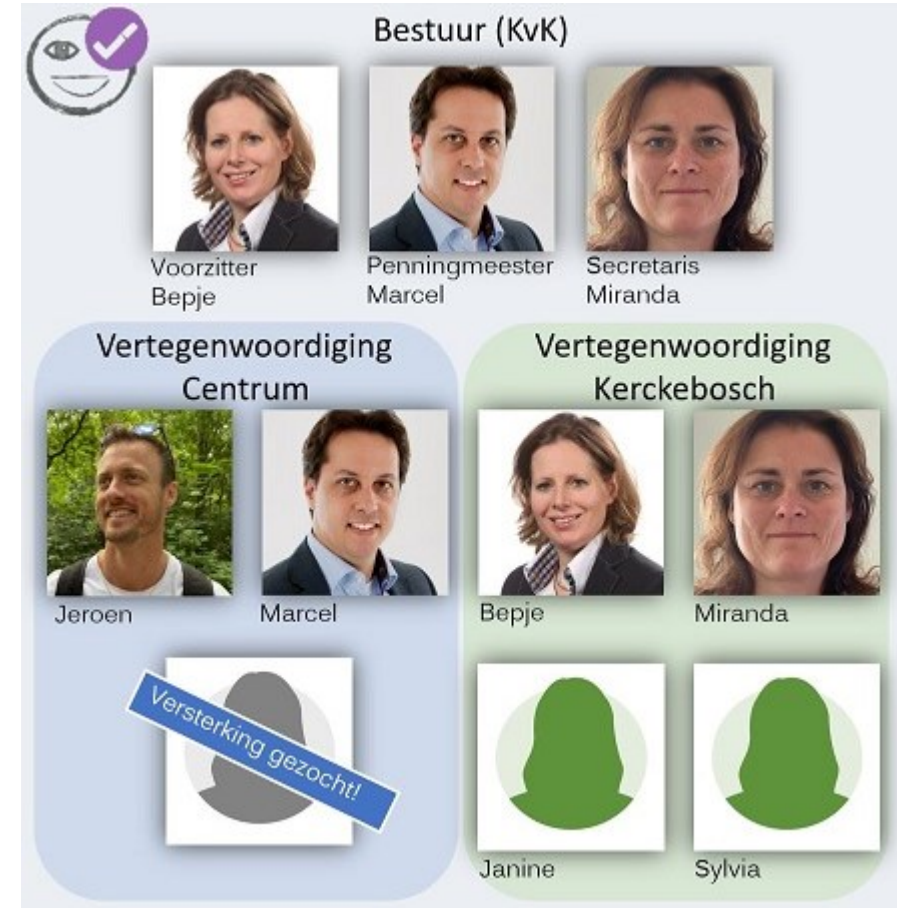 Bestuur (KvK)
Voorzitter
Bepje
Penningmeester
Marcel
Secretaris
Miranda
Vertegenwoordiging
Centrum
Jeroen
Marcel
Versterking gezocht!
Vertegenwoordiging
Kerckebosch
Bepje
Miranda
Janine
Sylvia